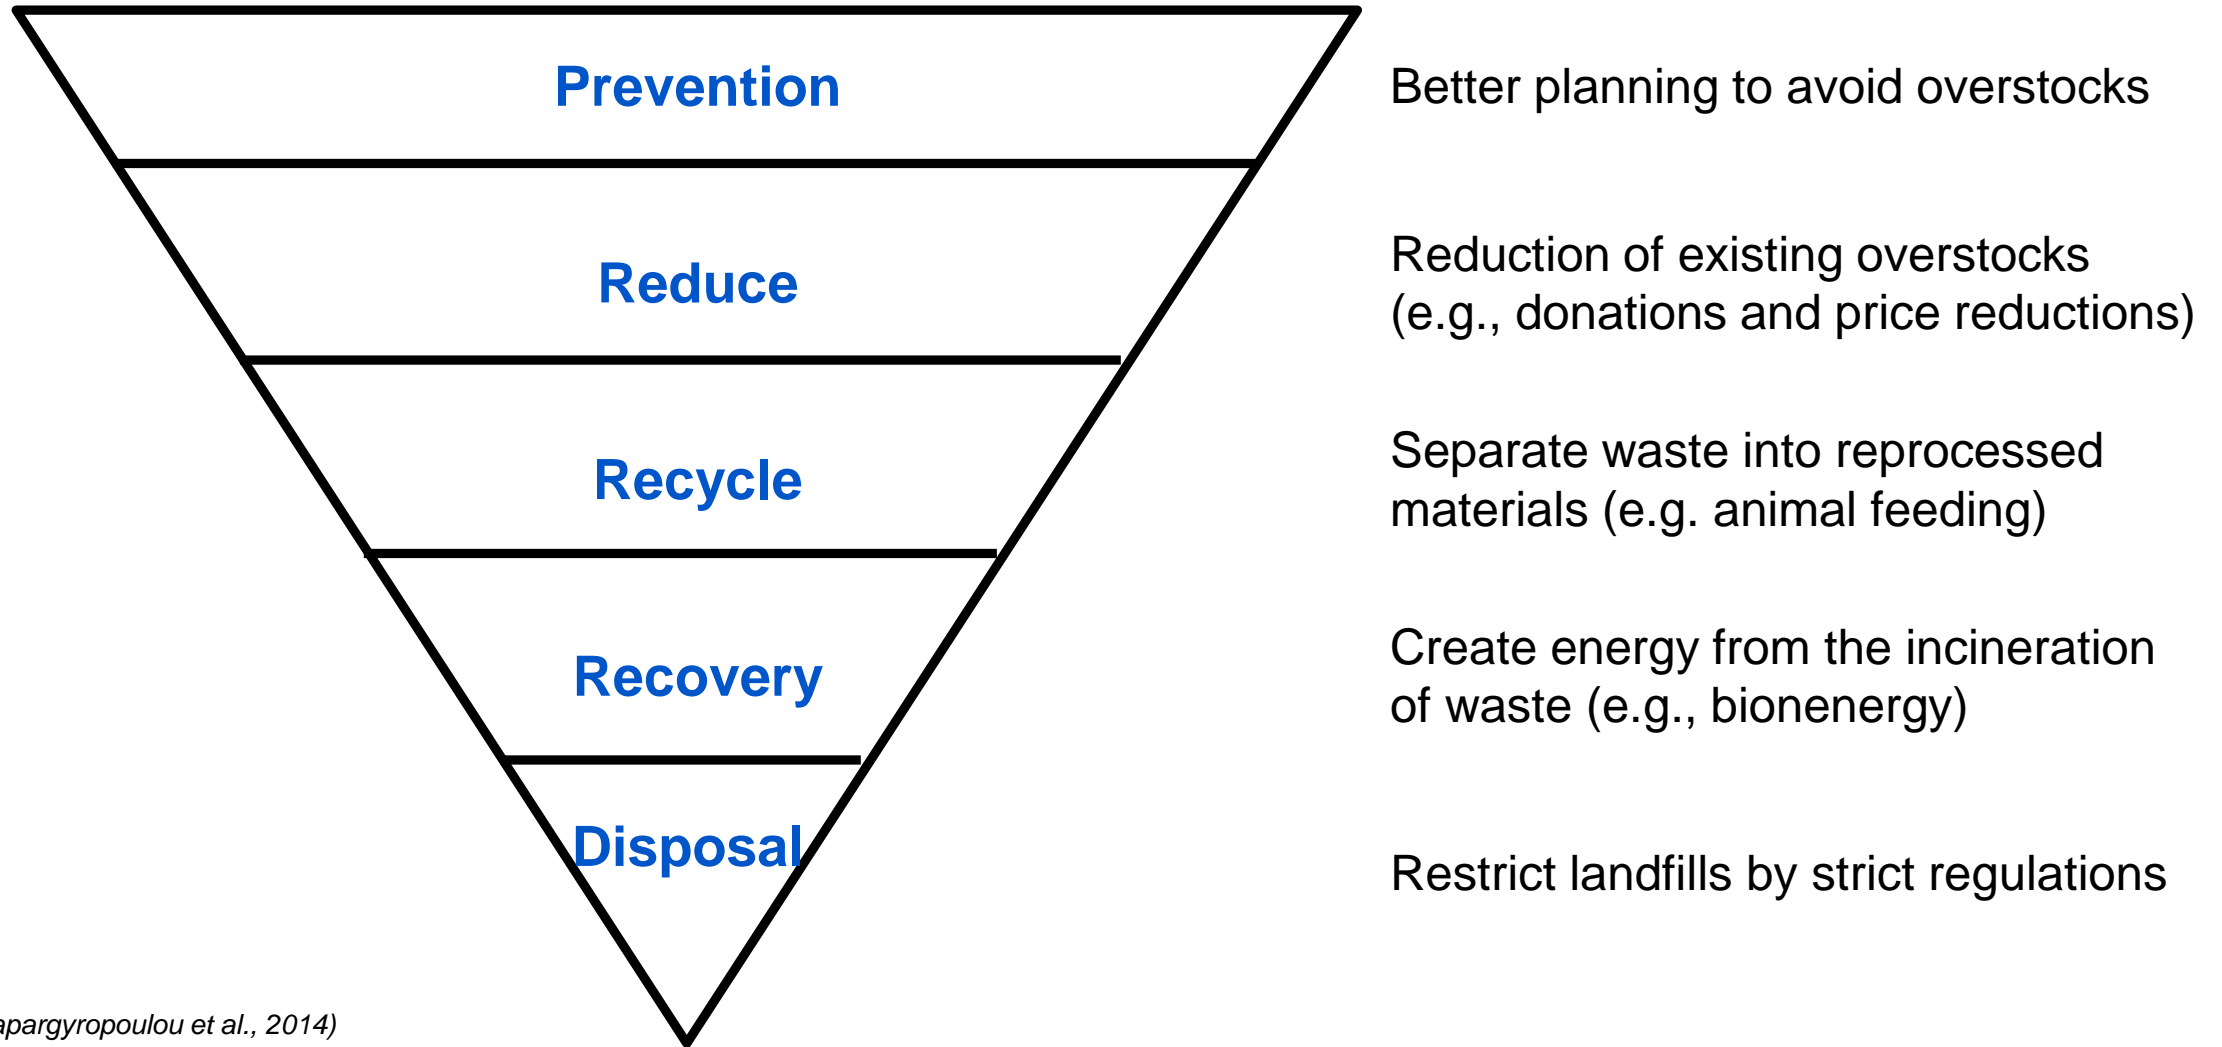 Prevention
Better planning to avoid overstocks
Reduce
Reduction of existing overstocks
(e.g., donations and price reductions)
Recycle
Separate waste into reprocessed
materials (e.g. animal feeding)
Recovery
Create energy from the incineration
of waste (e.g., bionenergy)
Disposal
Restrict landfills by strict regulations
apargyropoulou et al., 2014)